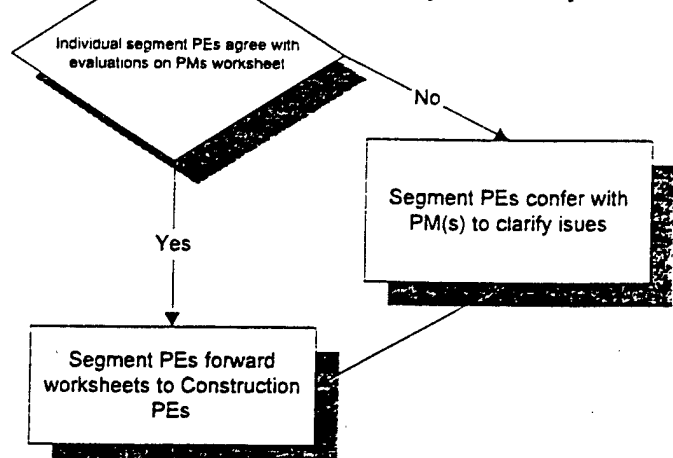 Individual segment PEs agree with
evaluations on PMs worksheet
No
Segment PEs confer with
PM(s) to clarify isues
Yes
Segment PEs forward
worksheets to Construction
PEs